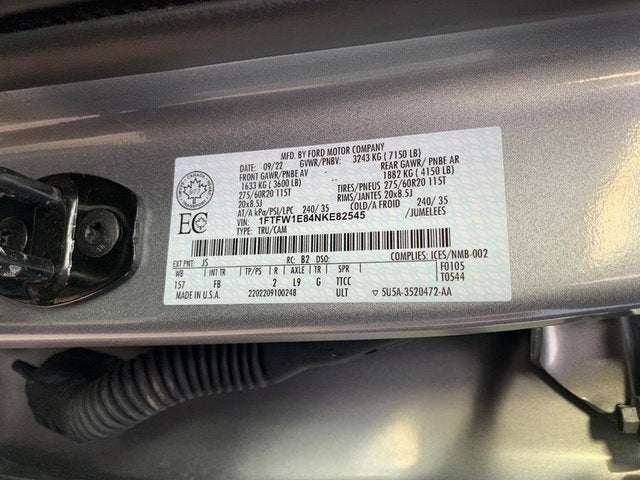 MFD. BY FORD MOTOR COMPANY
DATE: 09/22 GVWR/PNBV: 3243 KG ( 7150 LB)
FRONT GAWR/ PNBE AV REAR GAWR/ PNBE AR
1633 KG ( 3600 LB) 1882 KG ( 4150 LB)
275/60R20 115T TIRES/PNEUS 275/60R20 115T
20x8.5J RIMS/JANTES 20x8.5J
AT/A kPa/PSI/LPC 240/ 35 COLD/A FROID 240/ 35
VIN: 1FTFW1E84NKE82545 /JUMELEES
TYPE: TRU/CAM
EC
COMPLIES: ICES/NMB-002
EXT PNT: JS RC: B2 DSO: F0105
WB INT TR TP/PS R AXLE TR SPR T0544
157 FB 2 L9 G TTCC
MADE IN U.S.A. 2202209100248 ULT 5U5A-3520472-AA